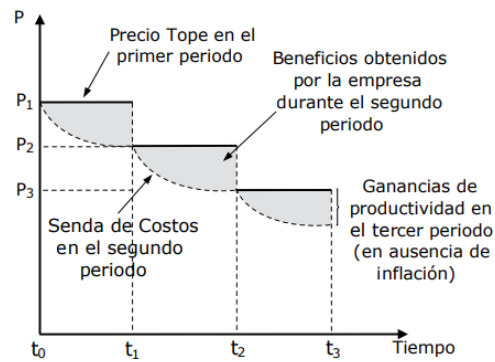 P
Precio Tope en el
primer periodo
Beneficios obtenidos
por la empresa
durante el segundo
periodo
P1
P2
P3
Senda de Costos
en el segundo
periodo
Ganancias de
productividad en
el tercer periodo
(en ausencia de
inflación)
t0
t1
t2
t3
Tiempo